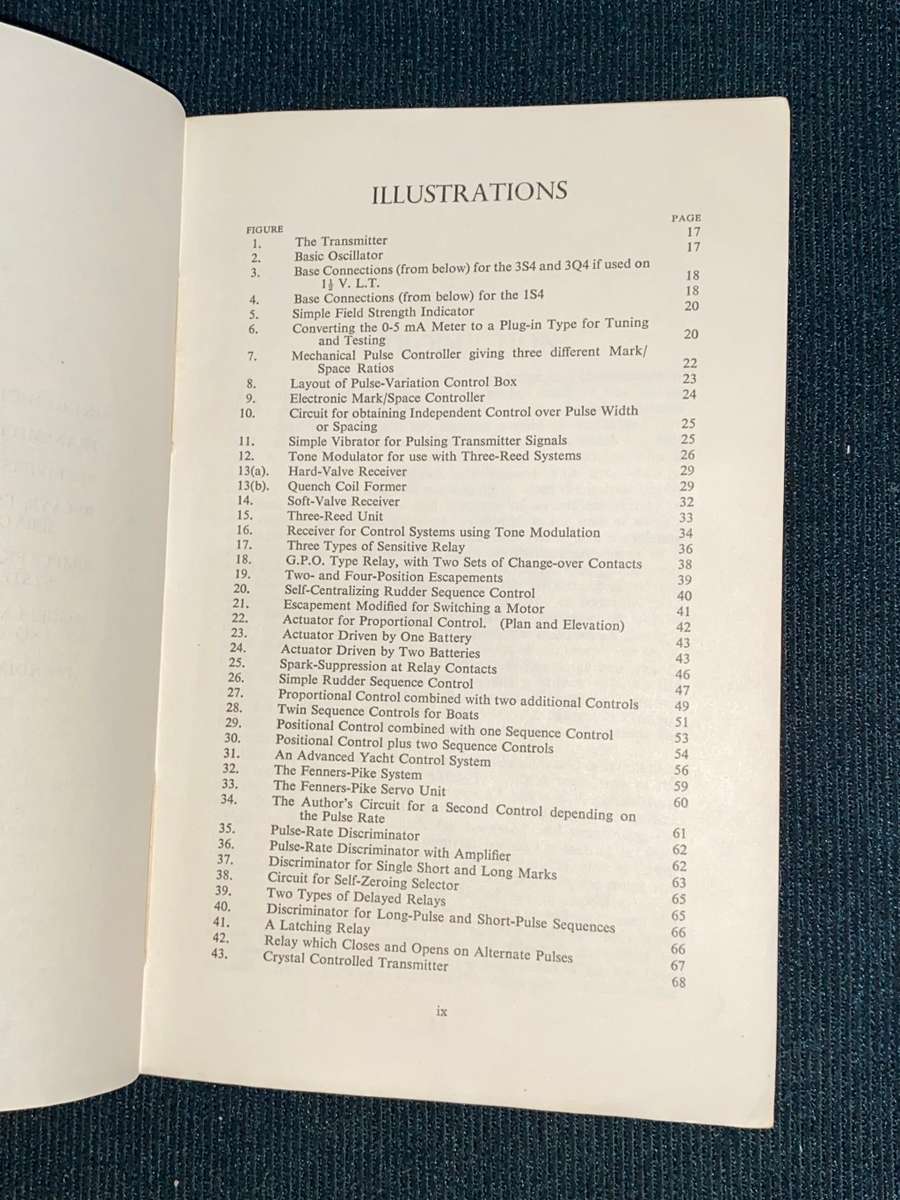 ILLUSTRATIONS
FIGURE PAGE
1. The Transmitter 17
2. Basic Oscillator 17
3. Base Connections (from below) for the 3S4 and 3Q4 if used on
1½ V. L.T. 18
4. Base Connections (from below) for the 1S4 18
5. Simple Field Strength Indicator 20
6. Converting the 0-5 mA Meter to a Plug-in Type for Tuning
and Testing 20
7. Mechanical Pulse Controller giving three different Mark/
Space Ratios 22
8. Layout of Pulse-Variation Control Box 23
9. Electronic Mark/Space Controller 24
10. Circuit for obtaining Independent Control over Pulse Width
or Spacing 25
11. Simple Vibrator for Pulsing Transmitter Signals 25
12. Tone Modulator for use with Three-Reed Systems 26
13(a). Hard-Valve Receiver 29
13(b). Quench Coil Former 29
14. Soft-Valve Receiver 32
15. Three-Reed Unit 33
16. Receiver for Control Systems using Tone Modulation 34
17. Three Types of Sensitive Relay 36
18. G.P.O. Type Relay, with Two Sets of Change-over Contacts 38
19. Two- and Four-Position Escapements 39
20. Self-Centralizing Rudder Sequence Control 40
21. Escapement Modified for Switching a Motor 41
22. Actuator for Proportional Control. (Plan and Elevation) 42
23. Actuator Driven by One Battery 43
24. Actuator Driven by Two Batteries 43
25. Spark-Suppression at Relay Contacts 46
26. Simple Rudder Sequence Control 47
27. Proportional Control combined with two additional Controls 49
28. Twin Sequence Controls for Boats 51
29. Positional Control combined with one Sequence Control 53
30. Positional Control plus two Sequence Controls 54
31. An Advanced Yacht Control System 56
32. The Fenners-Pike System 59
33. The Fenners-Pike Servo Unit 60
34. The Author's Circuit for a Second Control depending on
the Pulse Rate 61
35. Pulse-Rate Discriminator 62
36. Pulse-Rate Discriminator with Amplifier 62
37. Discriminator for Single Short and Long Marks 63
38. Circuit for Self-Zeroing Selector 65
39. Two Types of Delayed Relays 65
40. Discriminator for Long-Pulse and Short-Pulse Sequences 66
41. A Latching Relay 66
42. Relay which Closes and Opens on Alternate Pulses 67
43. Crystal Controlled Transmitter 68
ix